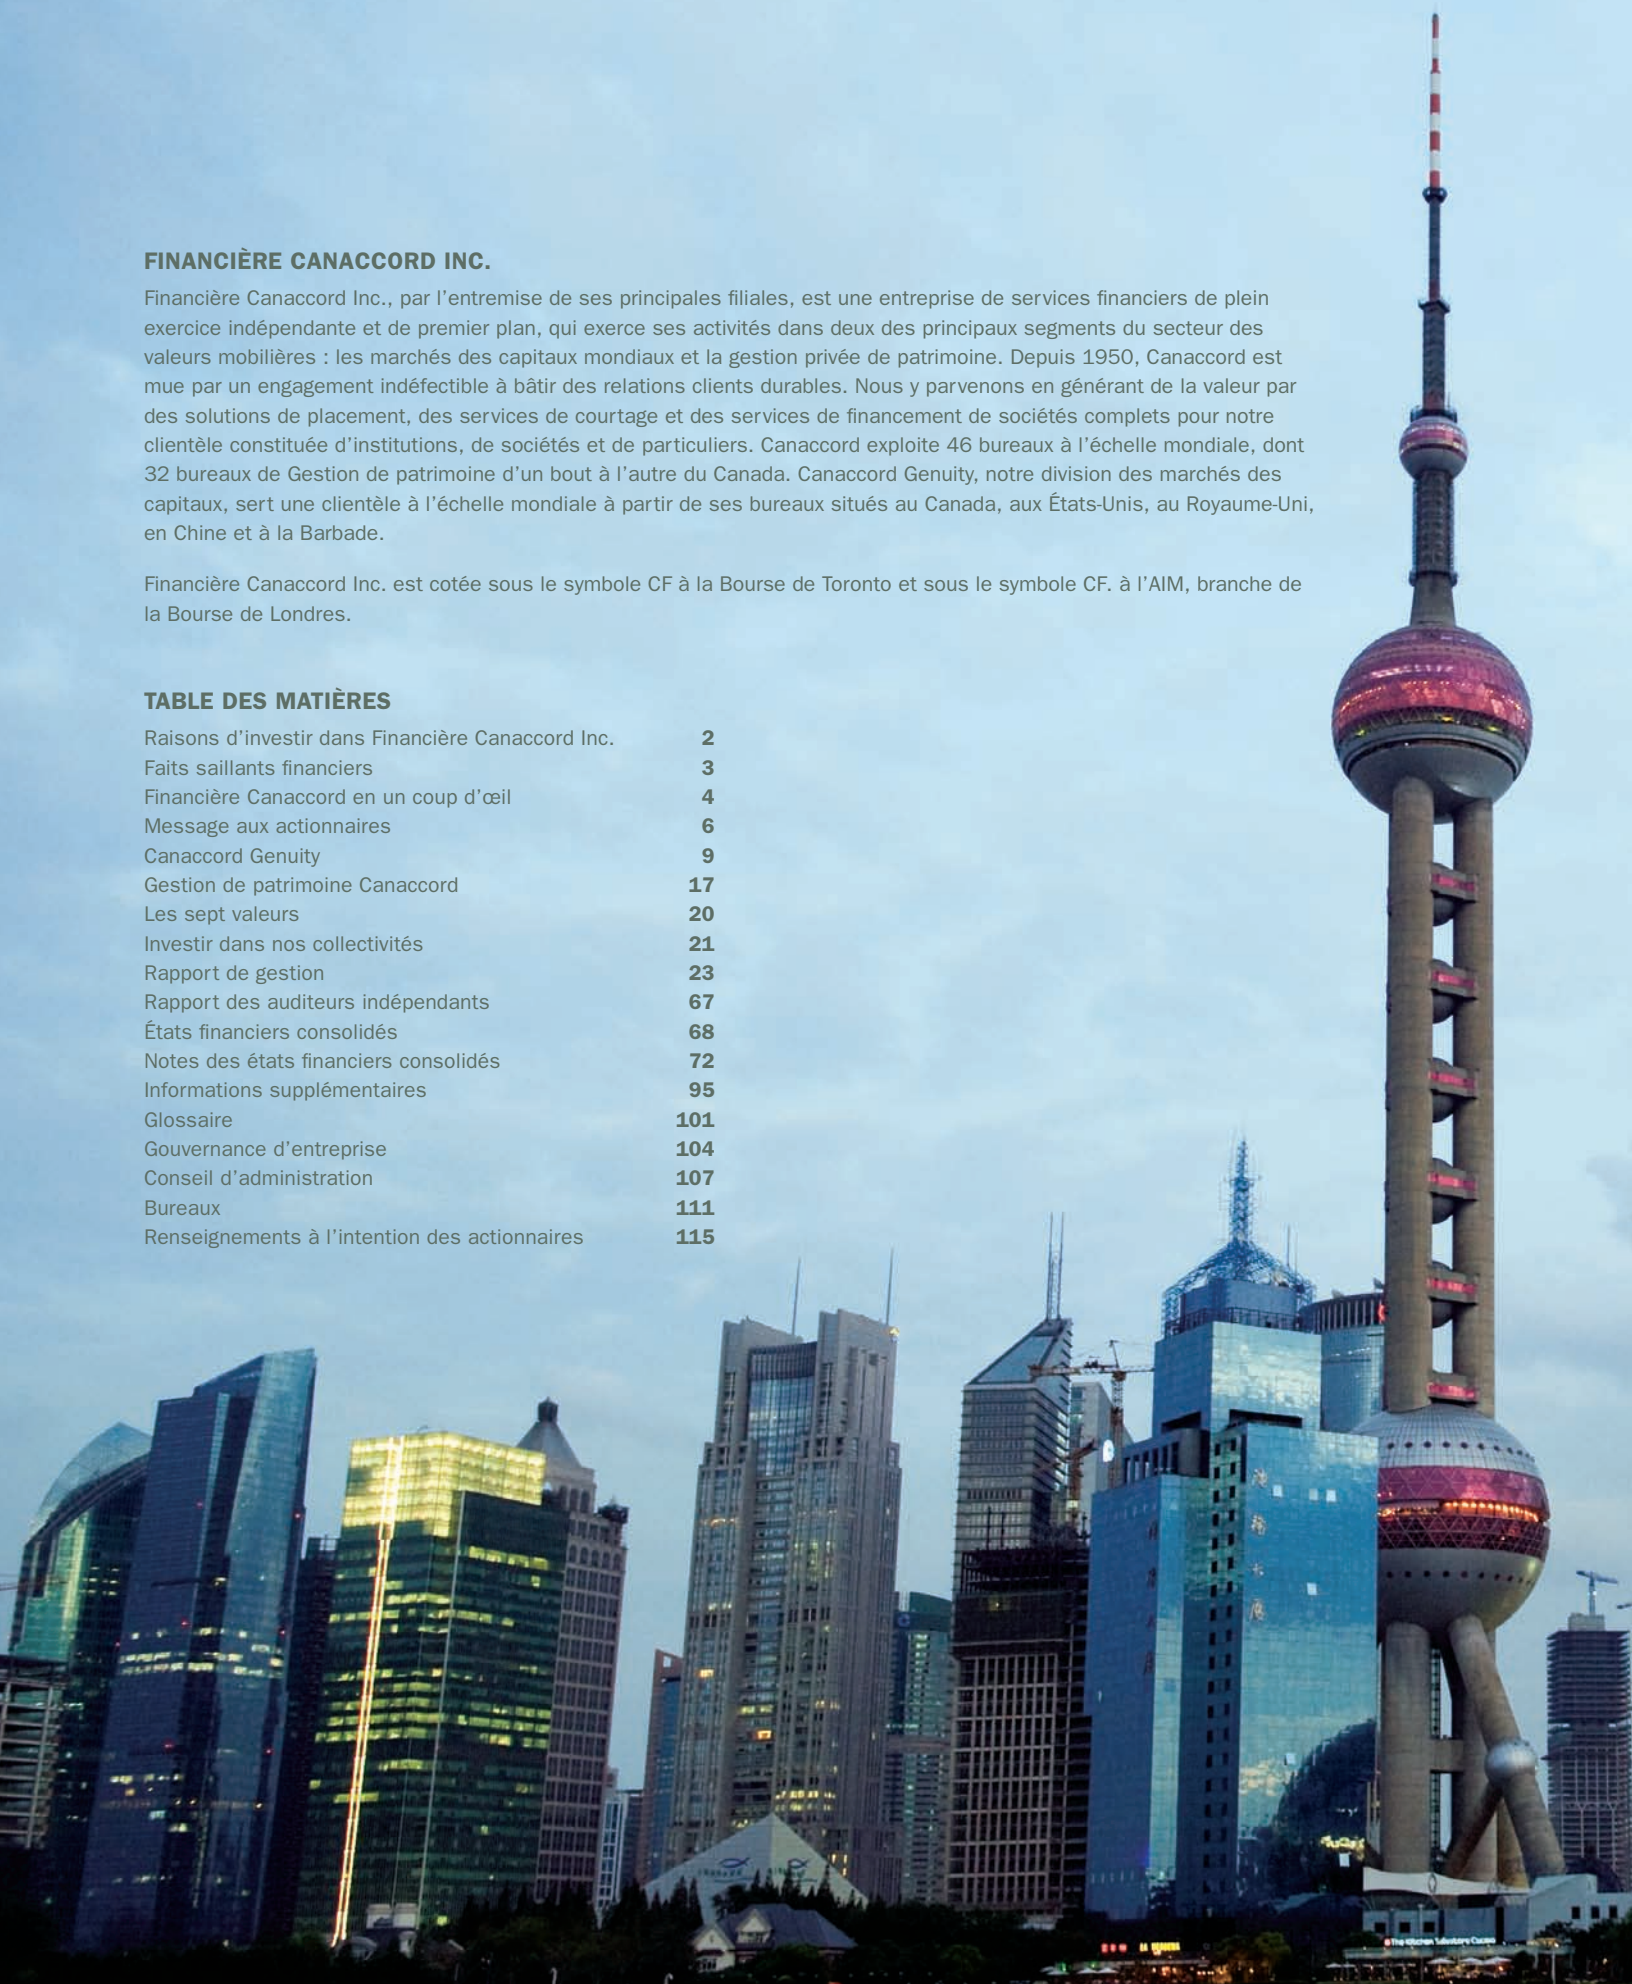 FINANCIÈRE CANACCORD INC.
Financière Canaccord Inc., par l’entremise de ses principales filiales, est une entreprise de services financiers de plein
exercice indépendante et de premier plan, qui exerce ses activités dans deux des principaux segments du secteur des
valeurs mobilières : les marchés des capitaux mondiaux et la gestion privée de patrimoine. Depuis 1950, Canaccord est
mue par un engagement indéfectible à bâtir des relations clients durables. Nous y parvenons en générant de la valeur par
des solutions de placement, des services de courtage et des services de financement de sociétés complets pour notre
clientèle constituée d’institutions, de sociétés et de particuliers. Canaccord exploite 46 bureaux à l’échelle mondiale, dont
32 bureaux de Gestion de patrimoine d’un bout à l’autre du Canada. Canaccord Genuity, notre division des marchés des
capitaux, sert une clientèle à l’échelle mondiale à partir de ses bureaux situés au Canada, aux États-Unis, au Royaume-Uni,
en Chine et à la Barbade.
Financière Canaccord Inc. est cotée sous le symbole CF à la Bourse de Toronto et sous le symbole CF. à l’AIM, branche de
la Bourse de Londres.
TABLE DES MATIÈRES
Raisons d’investir dans Financière Canaccord Inc. 2
Faits saillants financiers 3
Financière Canaccord en un coup d’œil 4
Message aux actionnaires 6
Canaccord Genuity 9
Gestion de patrimoine Canaccord 17
Les sept valeurs 20
Investir dans nos collectivités 21
Rapport de gestion 23
Rapport des auditeurs indépendants 67
États financiers consolidés 68
Notes des états financiers consolidés 72
Informations supplémentaires 95
Glossaire 101
Gouvernance d’entreprise 104
Conseil d’administration 107
Bureaux 111
Renseignements à l’intention des actionnaires 115